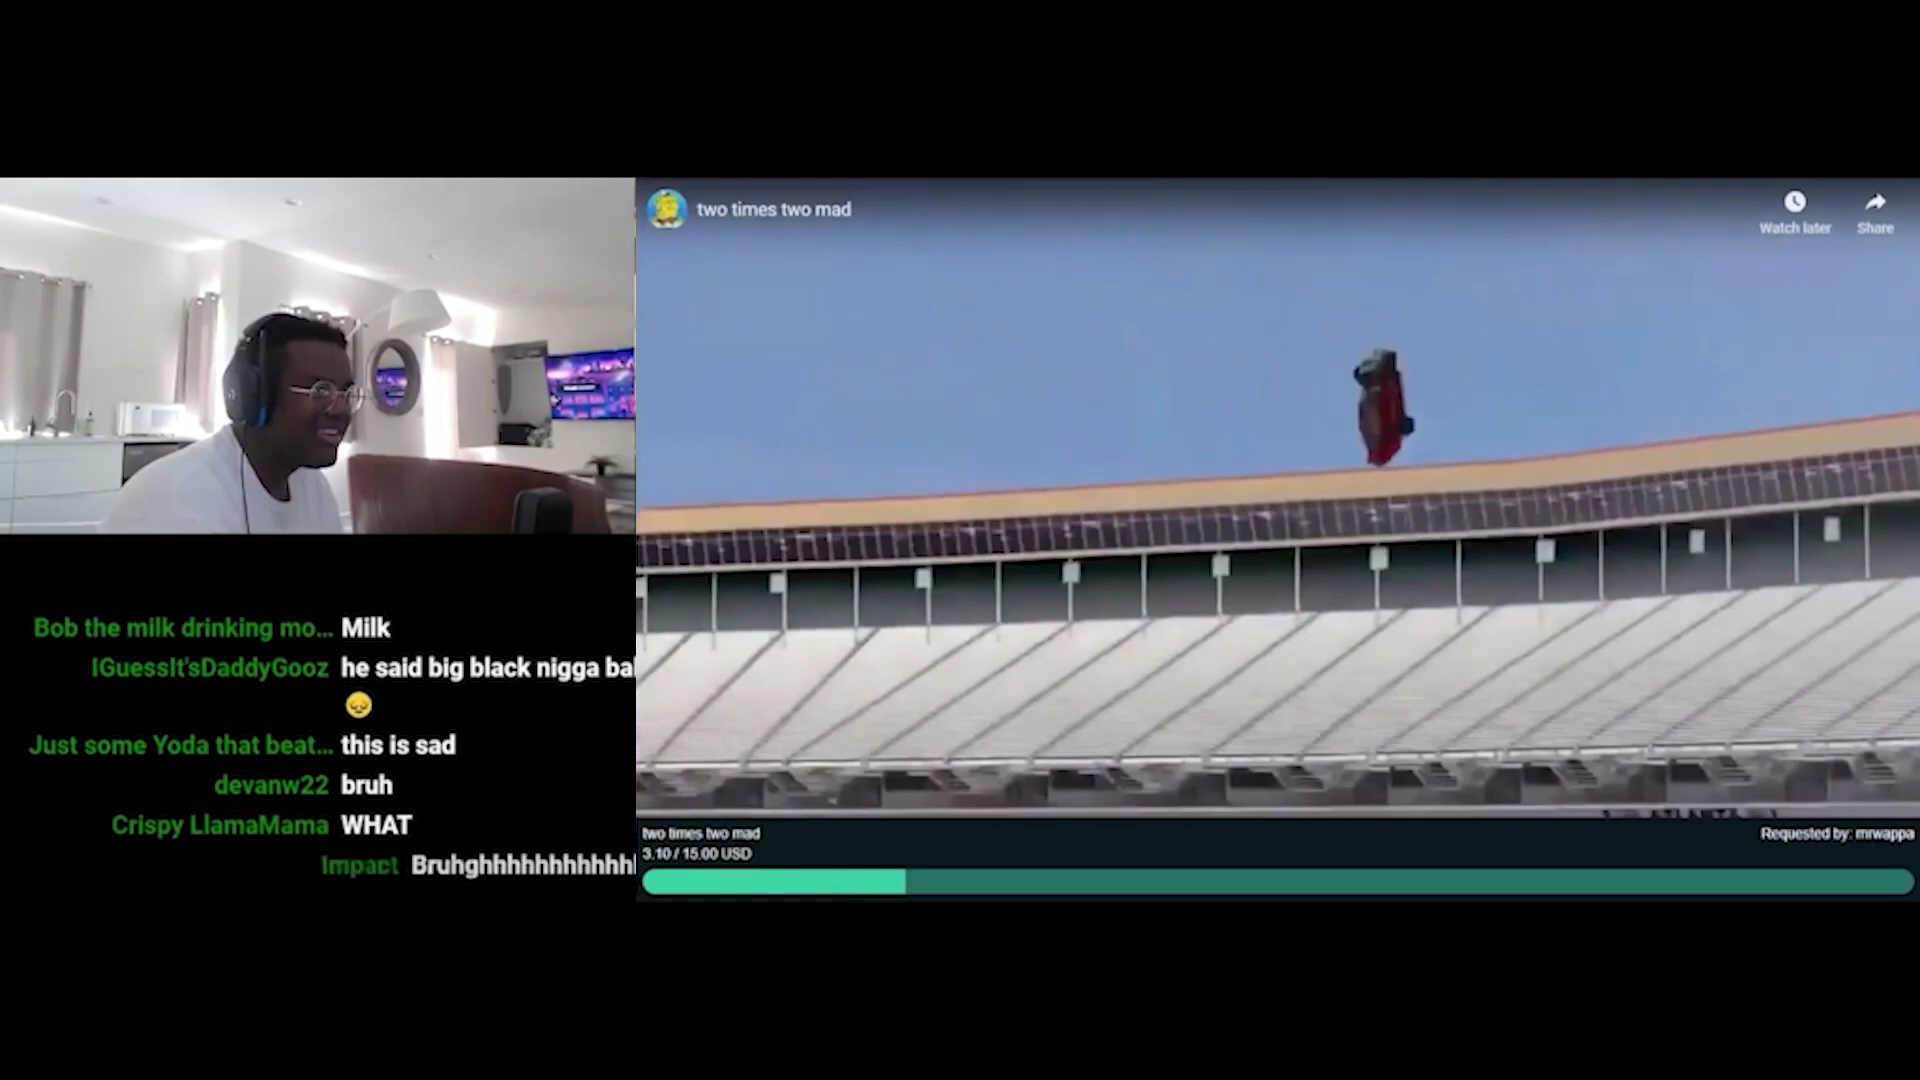 two times two mad
Watch later
Share
Bob the milk drinking mo... Milk
IGuessIt'sDaddyGooz he said big black nigga bal
Just some Yoda that beat... this is sad
devanw22 bruh
Crispy LlamaMama WHAT
Impact Bruhghhhhhhhhhhhl
two times two mad
Requested by: mrwappa
3.10 / 15.00 USD